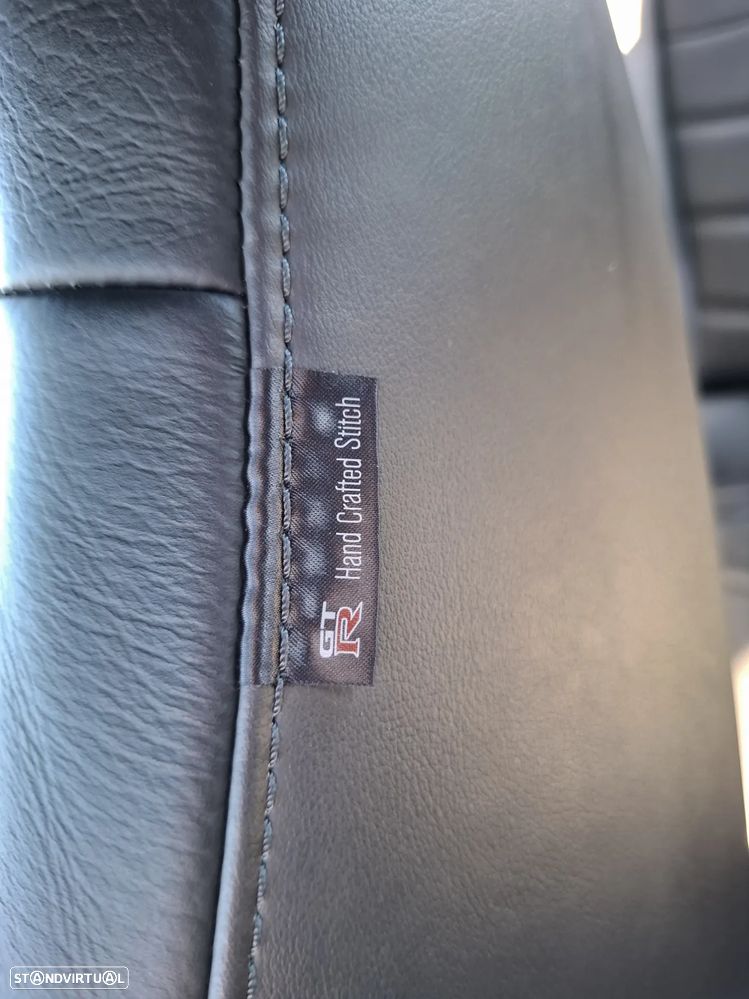 GT
R Hand Crafted Stitch
STANDVIRTUAL